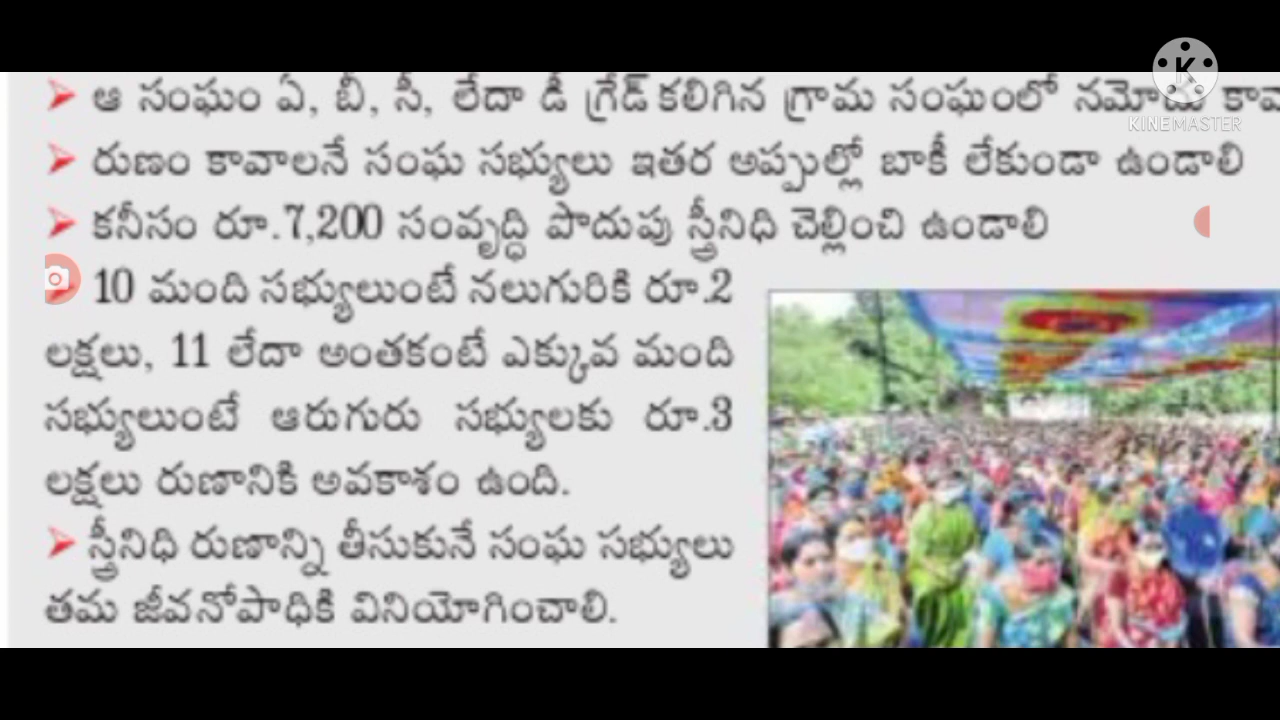 ➤ ఆ సంఘం ఏ, బీ, సీ, లేదా డీ గ్రేడ్ కలిగిన గ్రామ సంఘంలో
KINEMASTER
➤ రుణం కావాలనే సంఘ సభ్యులు ఇతర అప్పుల్లో బాకీ లేకుండా ఉండాలి
➤ కనీసం రూ.7,200 సంవృద్ధి పొదుపు స్త్రీనిధి చెల్లించి ఉండాలి
10 మంది సభ్యులుంటే నలుగురికి రూ.2
లక్షలు, 11 లేదా అంతకంటే ఎక్కువ మంది
సభ్యులుంటే ఆరుగురు సభ్యులకు రూ.3
లక్షలు రుణానికి అవకాశం ఉంది.
➤ స్త్రీనిధి రుణాన్ని తీసుకునే సంఘ సభ్యులు
తమ జీవనోపాధికి వినియోగించాలి.